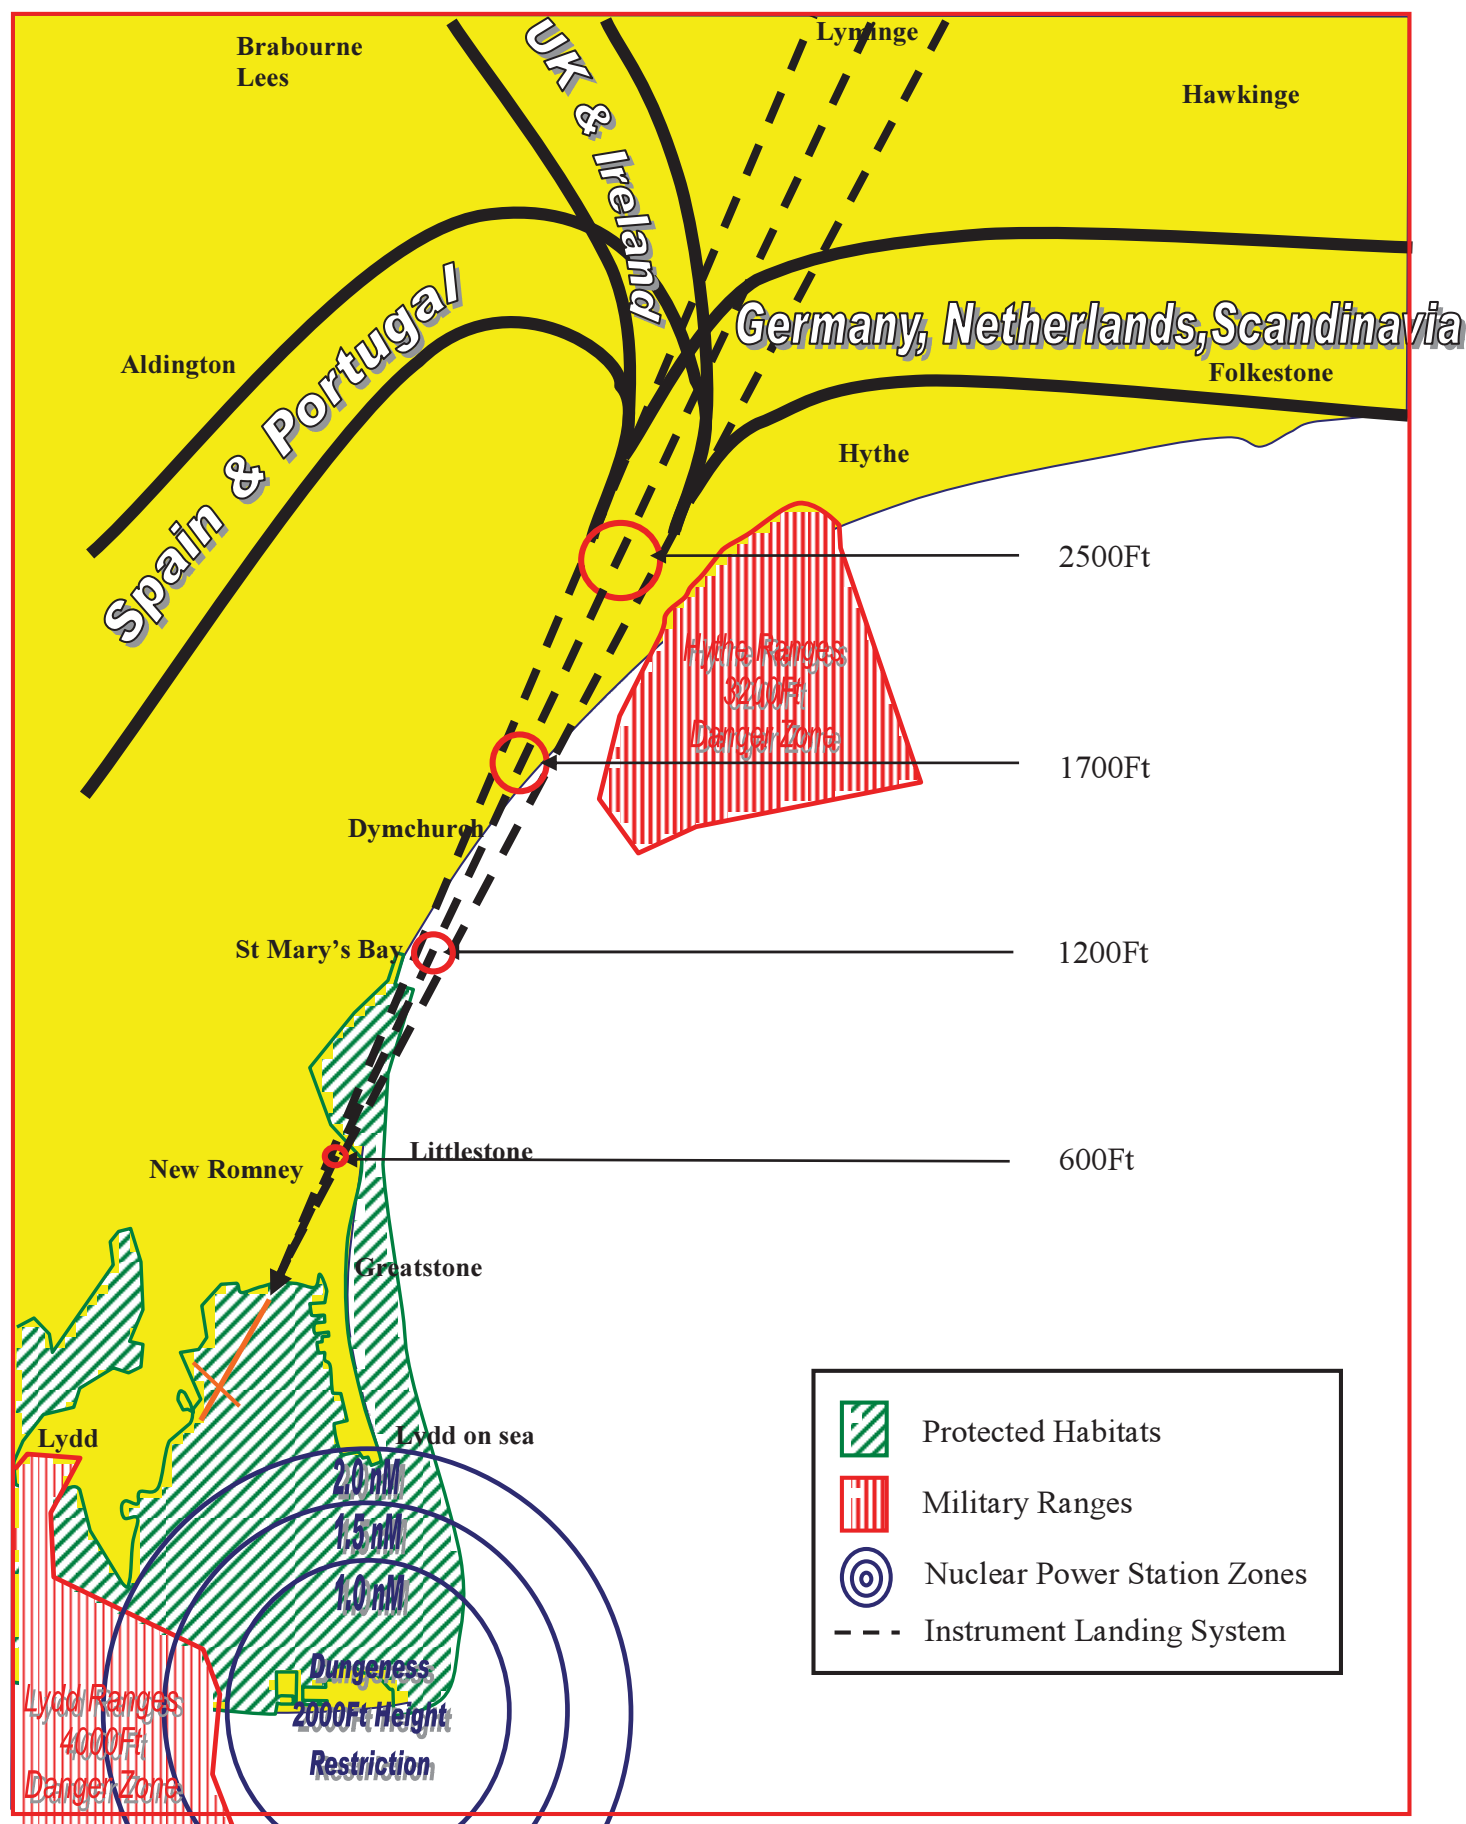 Brabourne
Lees
UK & Ireland
Lyminge
Hawkinge
Spain & Portugal
Germany, Netherlands,Scandinavia
Aldington
Folkestone
Hythe
2500Ft
Hythe Ranges
3200Ft
Danger Zone
1700Ft
Dymchurch
St Mary’s Bay
1200Ft
Littlestone
New Romney
600Ft
Greatstone
Lydd
Lydd on sea
2.0 nM
1.5 nM
1.0 nM
Dungeness
2000Ft Height
Restriction
Lydd Ranges
4000Ft
Danger Zone
Protected Habitats
Military Ranges
Nuclear Power Station Zones
Instrument Landing System